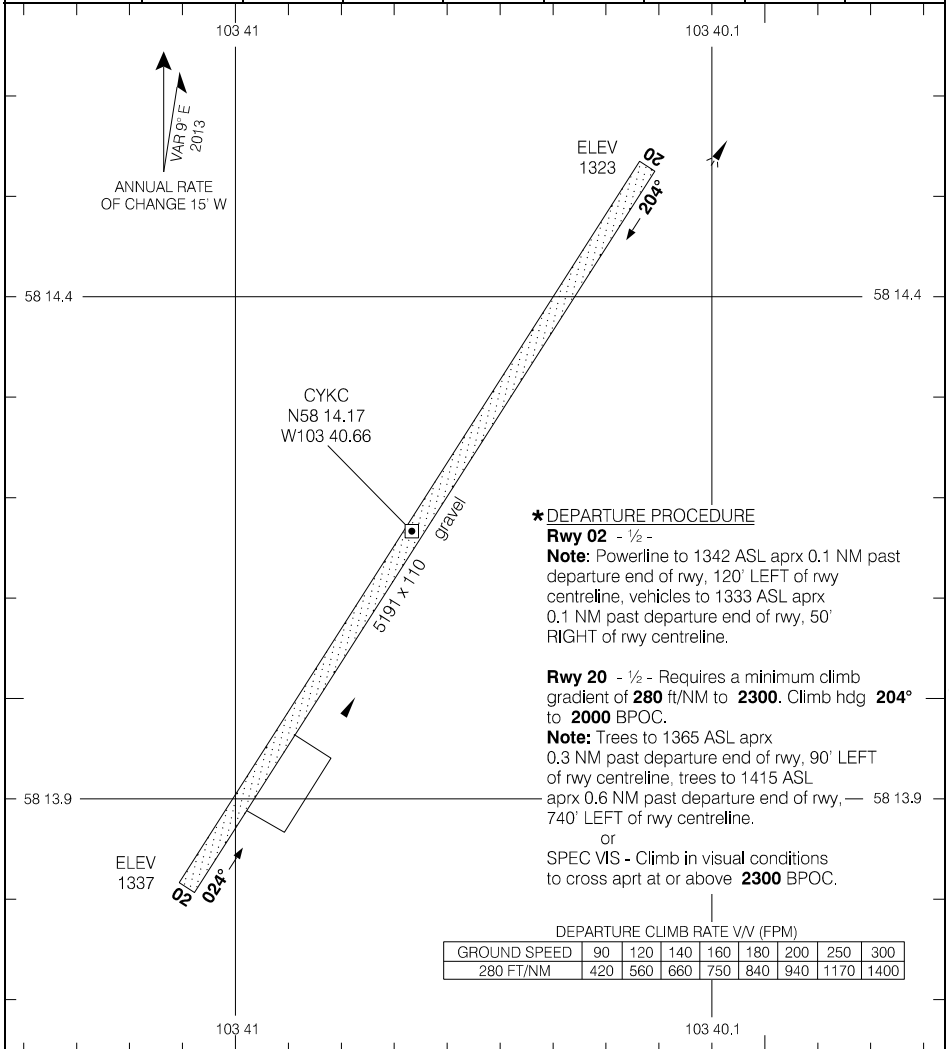 103 41
103 40.1
VAR 9° E
2013
ANNUAL RATE
OF CHANGE 15' W
ELEV
1323
20
204°
58 14.4
58 14.4
CYKC
N58 14.17
W103 40.66
gravel
5191 x 110
* DEPARTURE PROCEDURE
Rwy 02 - ½ -
Note: Powerline to 1342 ASL aprx 0.1 NM past
departure end of rwy, 120' LEFT of rwy
centreline, vehicles to 1333 ASL aprx
0.1 NM past departure end of rwy, 50'
RIGHT of rwy centreline.
Rwy 20 - ½ - Requires a minimum climb
gradient of 280 ft/NM to 2300. Climb hdg 204°
to 2000 BPOC.
Note: Trees to 1365 ASL aprx
0.3 NM past departure end of rwy, 90' LEFT
of rwy centreline, trees to 1415 ASL
aprx 0.6 NM past departure end of rwy,
740' LEFT of rwy centreline.
or
SPEC VIS - Climb in visual conditions
to cross aprt at or above 2300 BPOC.
58 13.9
58 13.9
ELEV
1337
02
024°
DEPARTURE CLIMB RATE V/V (FPM)
GROUND SPEED 90 120 140 160 180 200 250 300
280 FT/NM 420 560 660 750 840 940 1170 1400
103 41
103 40.1